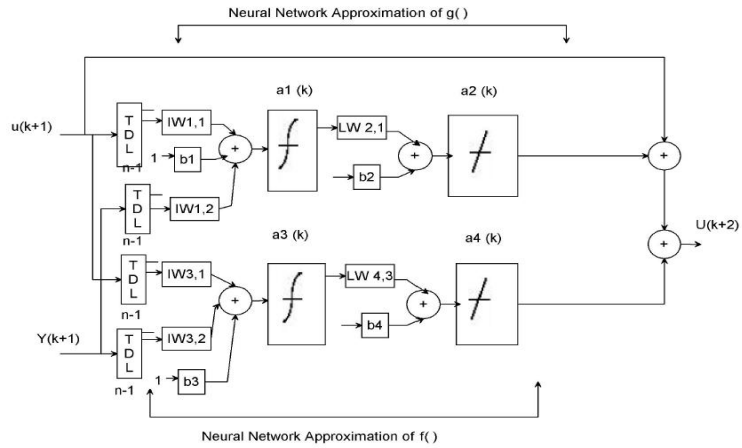 Neural Network Approximation of g( )
a1 (k)
a2 (k)
u(k+1)
T D L
IW1,1
LW 2,1
n-1
1
b1
+
+
b2
+
T D L
IW1,2
n-1
U(k+2)
a3 (k)
a4 (k)
+
T D L
IW3,1
LW 4,3
n-1
+
+
Y(k+1)
T D L
IW3,2
b4
n-1
1
b3
Neural Network Approximation of f( )